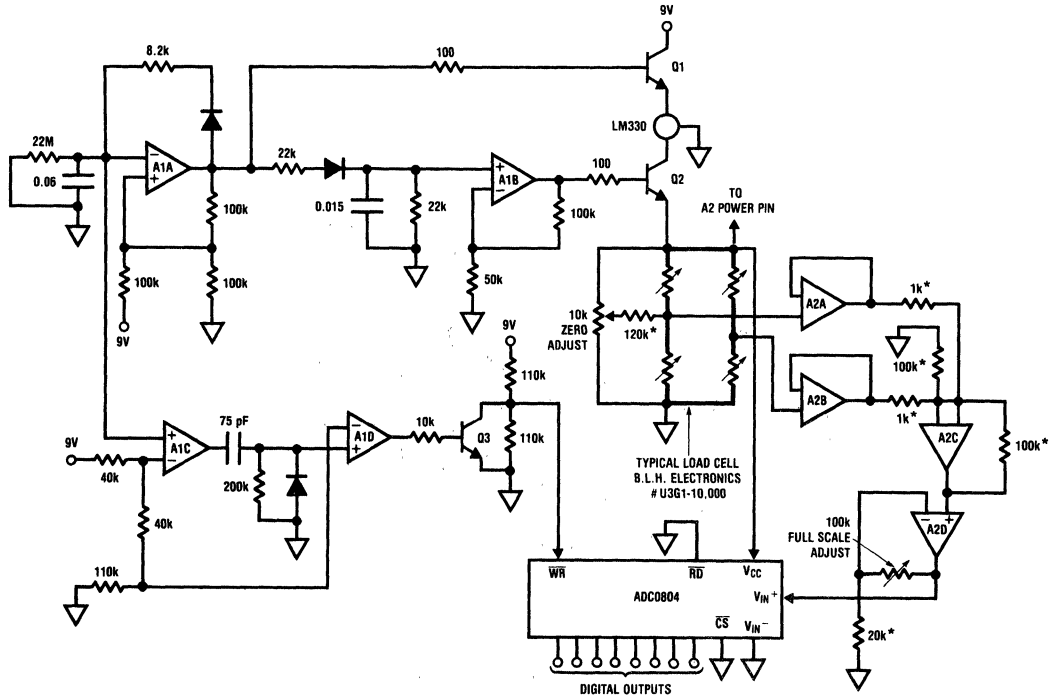 9V
8.2k
100
Q1
LM330
22M
0.06
−
+
A1A
22k
0.015
22k
+
−
A1B
100
Q2
100k
100k
100k
100k
9V
50k
TO
A2 POWER PIN
10k
ZERO
ADJUST
120k*
A2A
1k*
100k*
A2B
1k*
A2C
100k*
TYPICAL LOAD CELL
B.L.H. ELECTRONICS
# U3G1-10,000
9V
110k
110k
75 pF
9V
40k
+
−
A1C
200k
−
+
A1D
10k
Q3
40k
110k
100k
FULL SCALE
ADJUST
−
+
A2D
20k*
WR
RD
VCC
VIN+
ADC0804
CS
VIN−
DIGITAL OUTPUTS